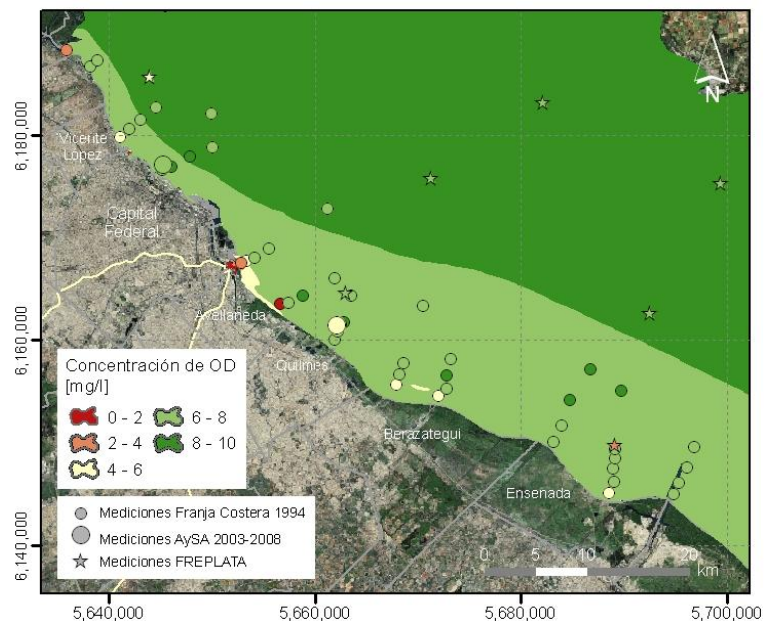 N
6,180,000
6,160,000
6,140,000
Vicente
López
Capital
Federal
Avellaneda
Quilmes
Berazategui
Ensenada
Concentración de OD
[mg/l]
0 - 2
6 - 8
2 - 4
8 - 10
4 - 6
Mediciones Franja Costera 1994
Mediciones AySA 2003-2008
Mediciones FREPLATA
0 5 10 20
km
5,640,000 5,660,000 5,680,000 5,700,000